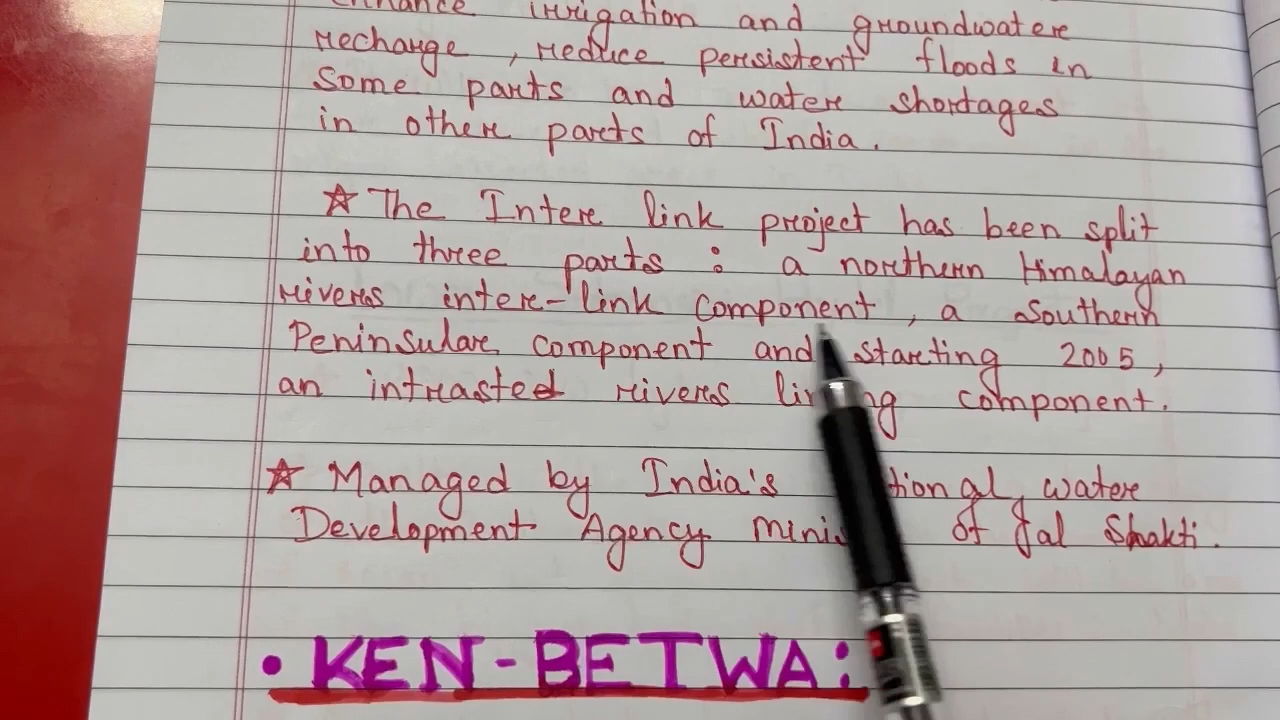 enhance irrigation and groundwater
recharge , reduce persistent floods in
some parts and water shortages
in other parts of India.
☆ The Inter link project has been split
into three parts : a northern Himalayan
rivers inter-link component , a Southern
Peninsular component and starting 2005 ,
an intrasted rivers component.
☆ Managed by India's water
Development Agency of Jal Shakti.
• KEN-BETWA: